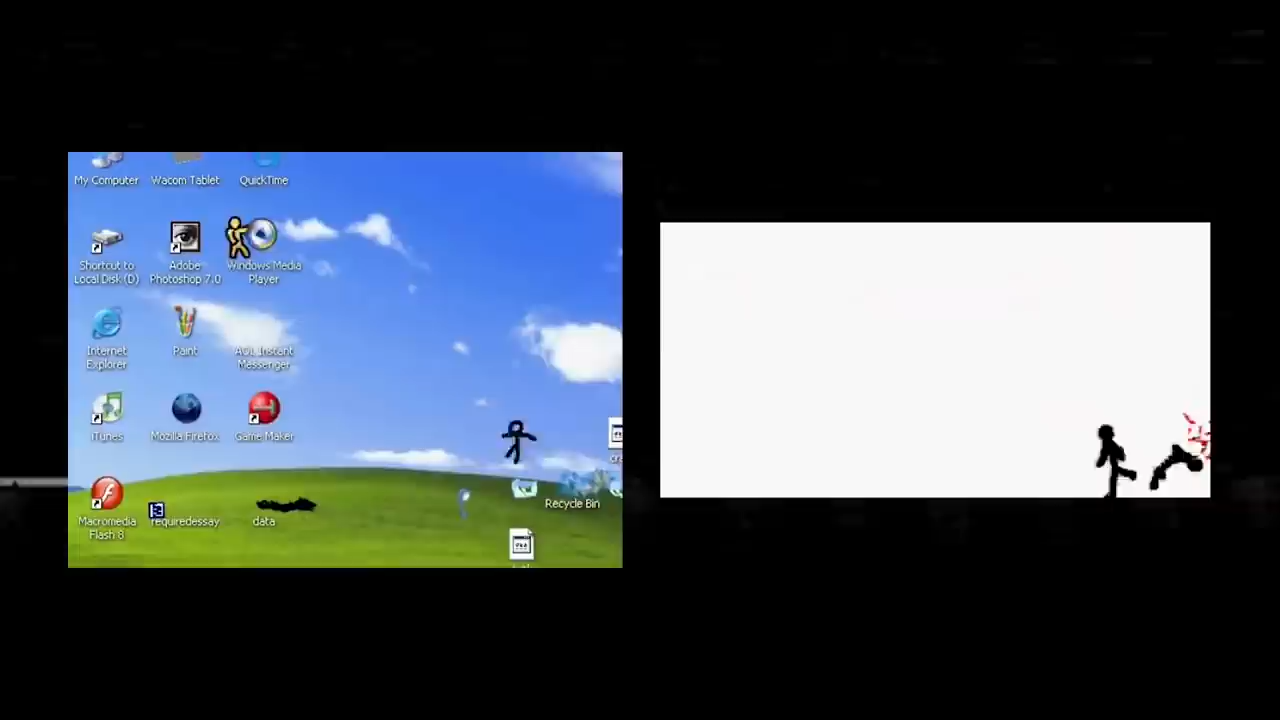 My Computer
Wacom Tablet
QuickTime
Shortcut to
Local Disk (D)
Adobe
Photoshop 7.0
Windows Media
Player
Internet
Explorer
Paint
AOL Instant
Messenger
iTunes
Mozilla Firefox
Game Maker
Recycle Bin
Macromedia
Flash 8
requiredessay
data